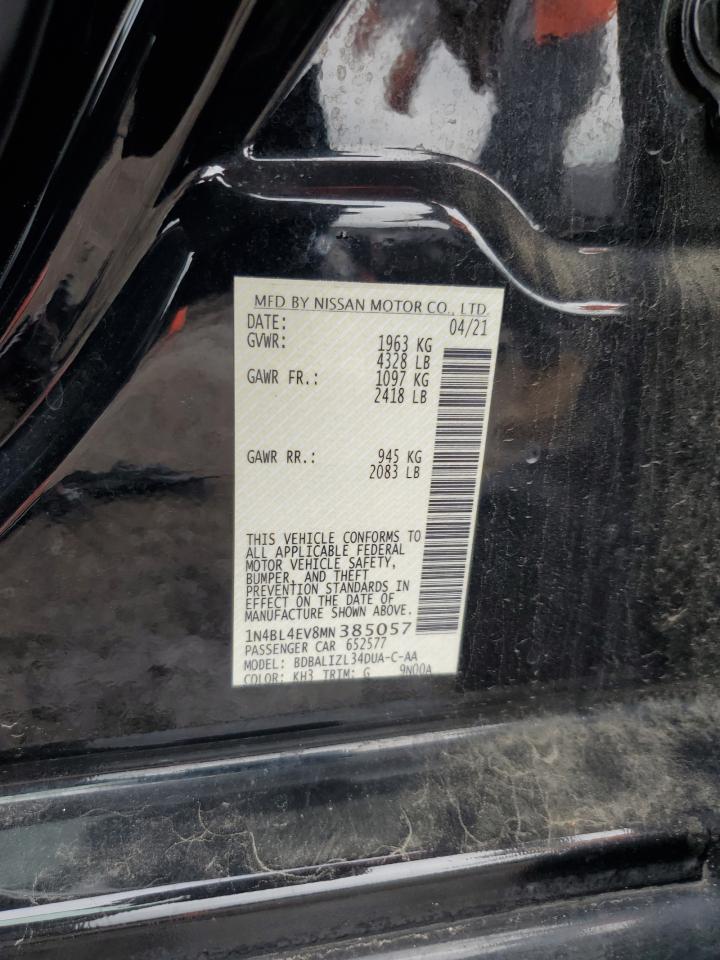 MFD BY NISSAN MOTOR CO., LTD.
DATE: 04/21
GVWR: 1963 KG
4328 LB
GAWR FR.: 1097 KG
2418 LB
GAWR RR.: 945 KG
2083 LB
THIS VEHICLE CONFORMS TO
ALL APPLICABLE FEDERAL
MOTOR VEHICLE SAFETY,
BUMPER, AND THEFT
PREVENTION STANDARDS IN
EFFECT ON THE DATE OF
MANUFACTURE SHOWN ABOVE.
1N4BL4EV8MN385057
PASSENGER CAR 652577
MODEL: BDBALIZL34DUA-C-AA
COLOR: KH3 TRIM: G 9N00A